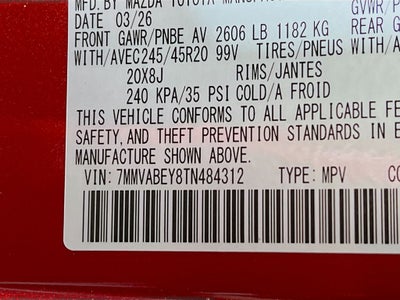 MFD.BY MAZDA TOYOTA
DATE 03/26 GVWR/P
FRONT GAWR/PNBE AV 2606 LB 1182 KG REAR G
WITH/AVEC245/45R20 99V TIRES/PNEUS WITH/A
20X8J RIMS/JANTES
240 KPA/35 PSI COLD/A FROID
THIS VEHICLE CONFORMS TO ALL APPLICABLE FE
SAFETY, AND THEFT PREVENTION STANDARDS IN E
MANUFACTURE SHOWN ABOVE.
VIN: 7MMVABEY8TN484312 TYPE: MPV CO